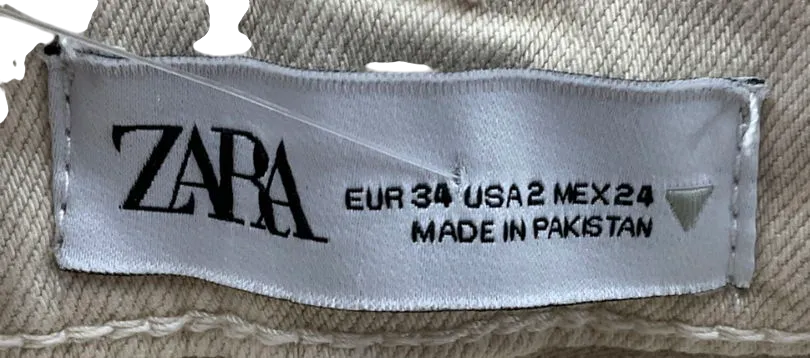 ZARA
EUR 34 USA 2 MEX 24
MADE IN PAKISTAN